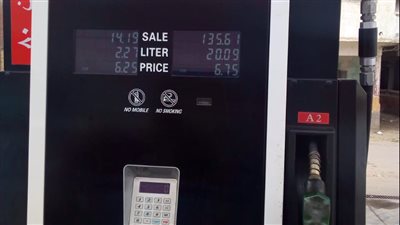 14.19 SALE 135.61
2.27 LITER 20.09
6.25 PRICE 6.75
NO MOBILE NO SMOKING
A2